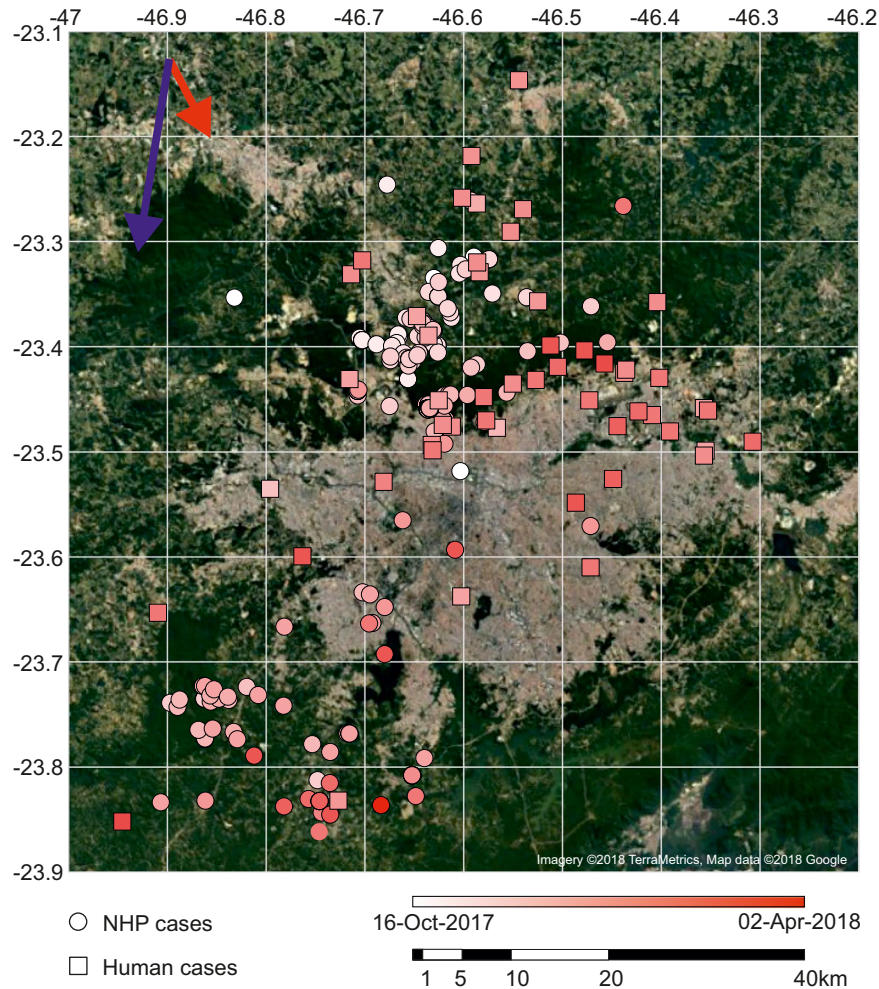 -47 -46.9 -46.8 -46.7 -46.6 -46.5 -46.4 -46.3 -46.2
-23.1
-23.2
-23.3
-23.4
-23.5
-23.6
-23.7
-23.8
-23.9
Imagery ©2018 TerraMetrics, Map data ©2018 Google
NHP cases
16-Oct-2017 02-Apr-2018
Human cases
1 5 10 20 40km